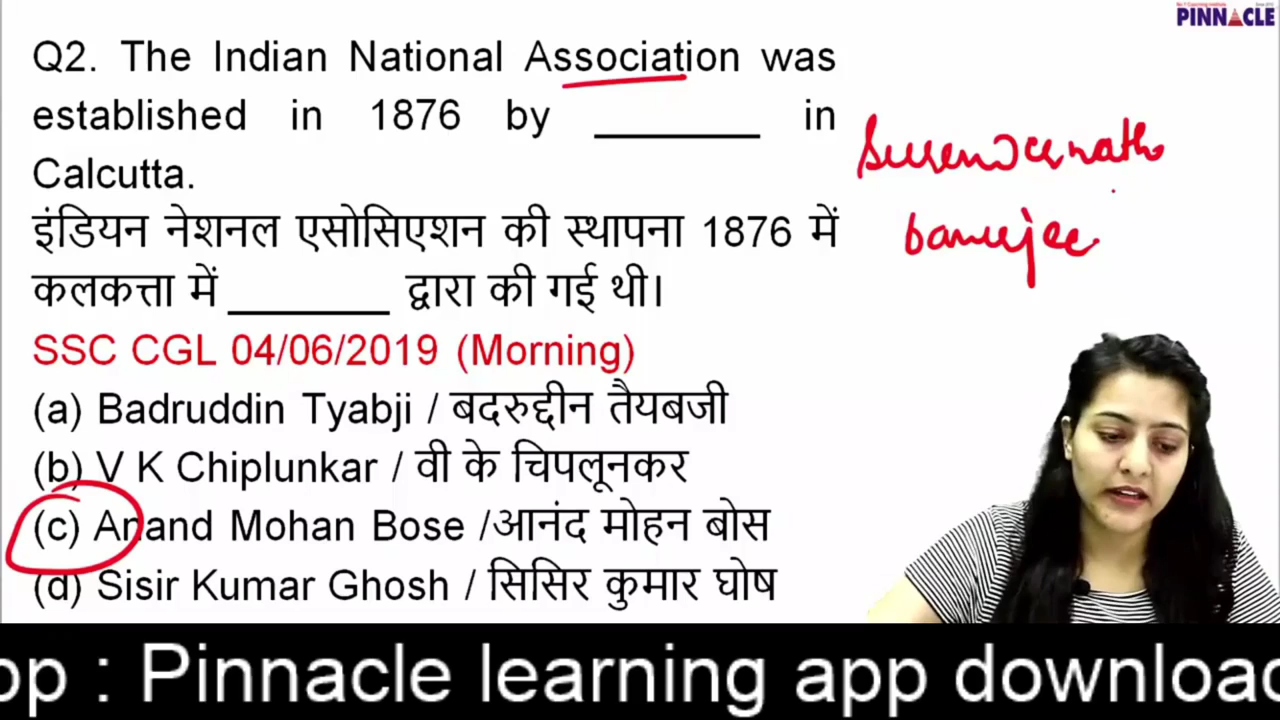 PINNACLE
Q2. The Indian National Association was
established in 1876 by ________ in
Calcutta.
इंडियन नेशनल एसोसिएशन की स्थापना 1876 में
कलकत्ता में ________ द्वारा की गई थी।
SSC CGL 04/06/2019 (Morning)
(a) Badruddin Tyabji / बदरुद्दीन तैयबजी
(b) V K Chiplunkar / वी के चिपलूनकर
(c) Anand Mohan Bose /आनंद मोहन बोस
(d) Sisir Kumar Ghosh / सिसिर कुमार घोष
Surendernath
banerjee
op : Pinnacle learning app download